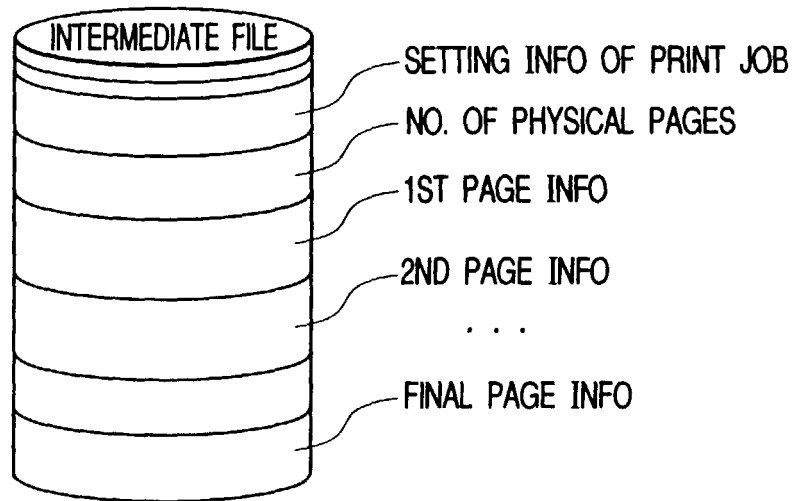 INTERMEDIATE FILE
SETTING INFO OF PRINT JOB
NO. OF PHYSICAL PAGES
1ST PAGE INFO
2ND PAGE INFO
. . .
FINAL PAGE INFO